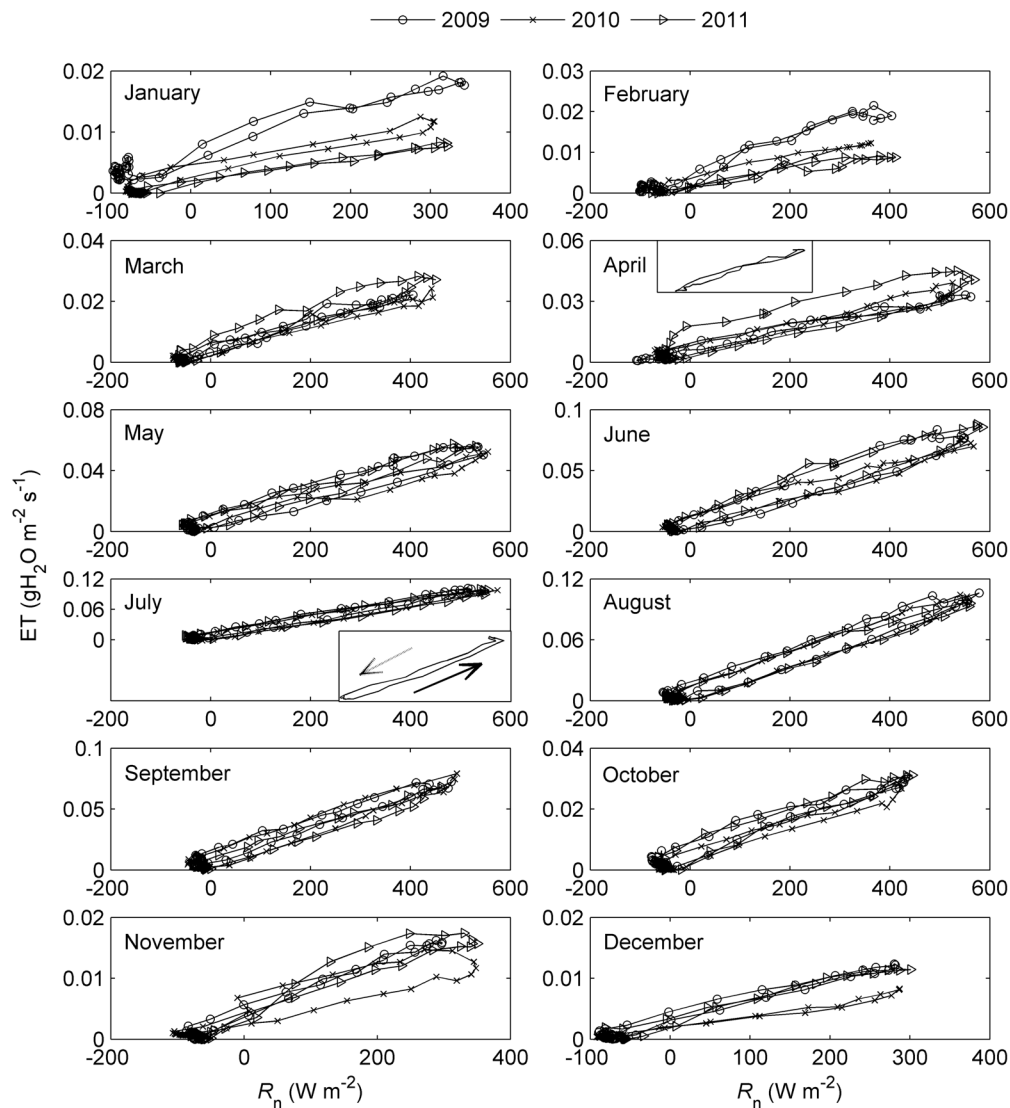 2009 2010 2011
January
0.02
0.01
0
-100 0 100 200 300 400
February
0.03
0.02
0.01
0
-200 0 200 400 600
March
0.04
0.02
0
-200 0 200 400 600
April
0.06
0.03
0
-200 0 200 400 600
May
0.08
0.04
0
-200 0 200 400 600
June
0.1
0.05
0
-200 0 200 400 600
July
0.12
0.06
0
-200 0 200 400 600
August
0.12
0.06
0
-200 0 200 400 600
September
0.1
0.05
0
-200 0 200 400 600
October
0.04
0.02
0
-200 0 200 400 600
November
0.02
0.01
0
-200 0 200 400
December
0.02
0.01
0
-100 0 100 200 300 400
ET (gH₂O m⁻² s⁻¹)
Rₙ (W m⁻²)
Rₙ (W m⁻²)